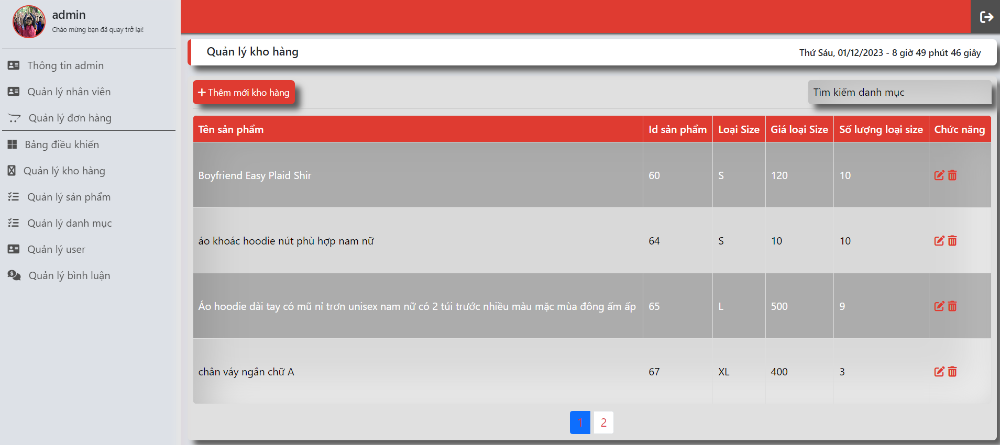 admin
Chào mừng bạn đã quay trở lại!
Thông tin admin
Quản lý nhân viên
Quản lý đơn hàng
Bảng điều khiển
Quản lý kho hàng
Quản lý sản phẩm
Quản lý danh mục
Quản lý user
Quản lý bình luận
Quản lý kho hàng
Thứ Sáu, 01/12/2023 - 8 giờ 49 phút 46 giây
+ Thêm mới kho hàng
Tìm kiếm danh mục
Tên sản phẩm Id sản phẩm Loại Size Giá loại Size Số lượng loại size Chức năng
Boyfriend Easy Plaid Shir 60 S 120 10
áo khoác hoodie nút phù hợp nam nữ 64 S 10 10
Áo hoodie dài tay có mũ nỉ trơn unisex nam nữ có 2 túi trước nhiều màu mặc mùa đông ấm ấp 65 L 500 9
chân váy ngắn chữ A 67 XL 400 3
1 2